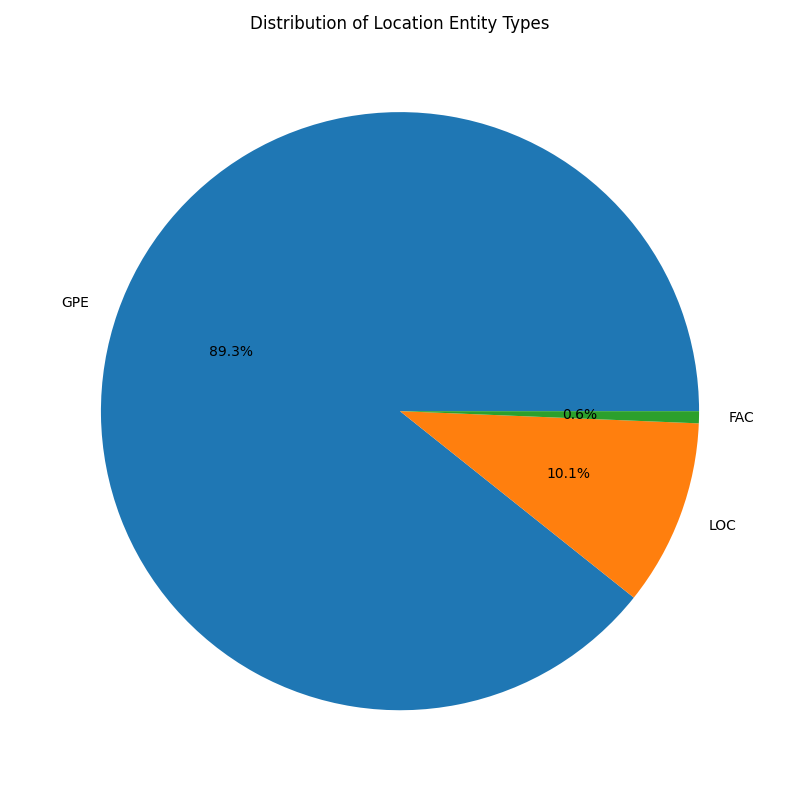 Distribution of Location Entity Types
GPE
89.3%
0.6%
FAC
10.1%
LOC